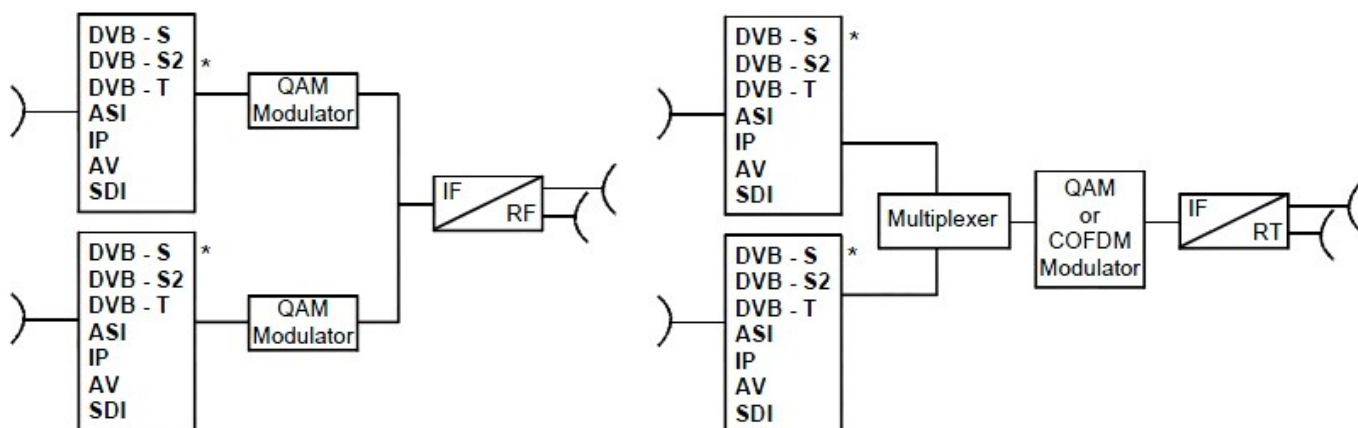 DVB - S
DVB - S2 *
DVB - T
ASI
IP
AV
SDI
QAM
Modulator
DVB - S *
DVB - S2
DVB - T
ASI
IP
AV
SDI
QAM
Modulator
IF
RF
DVB - S *
DVB - S2
DVB - T
ASI
IP
AV
SDI
DVB - S *
DVB - S2
DVB - T
ASI
IP
AV
SDI
Multiplexer
QAM
or
COFDM
Modulator
IF
RT